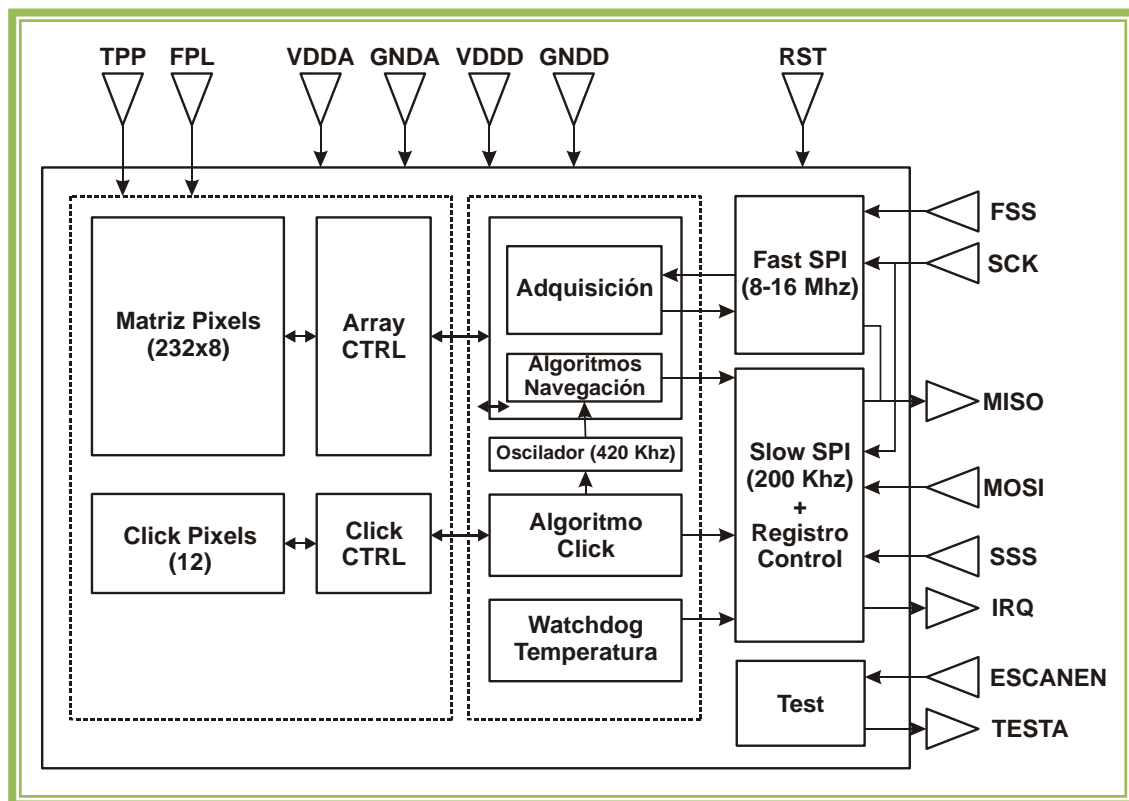 TPP FPL VDDA GNDA VDDD GNDD RST
FSS
SCK
Matriz Pixels
(232x8)
Array
CTRL
Adquisición
Fast SPI
(8-16 Mhz)
Algoritmos
Navegación
MISO
Oscilador (420 Khz)
Slow SPI
(200 Khz)
+
Registro
Control
MOSI
Click Pixels
(12)
Click
CTRL
Algoritmo
Click
SSS
IRQ
Watchdog
Temperatura
Test
ESCANEN
TESTA